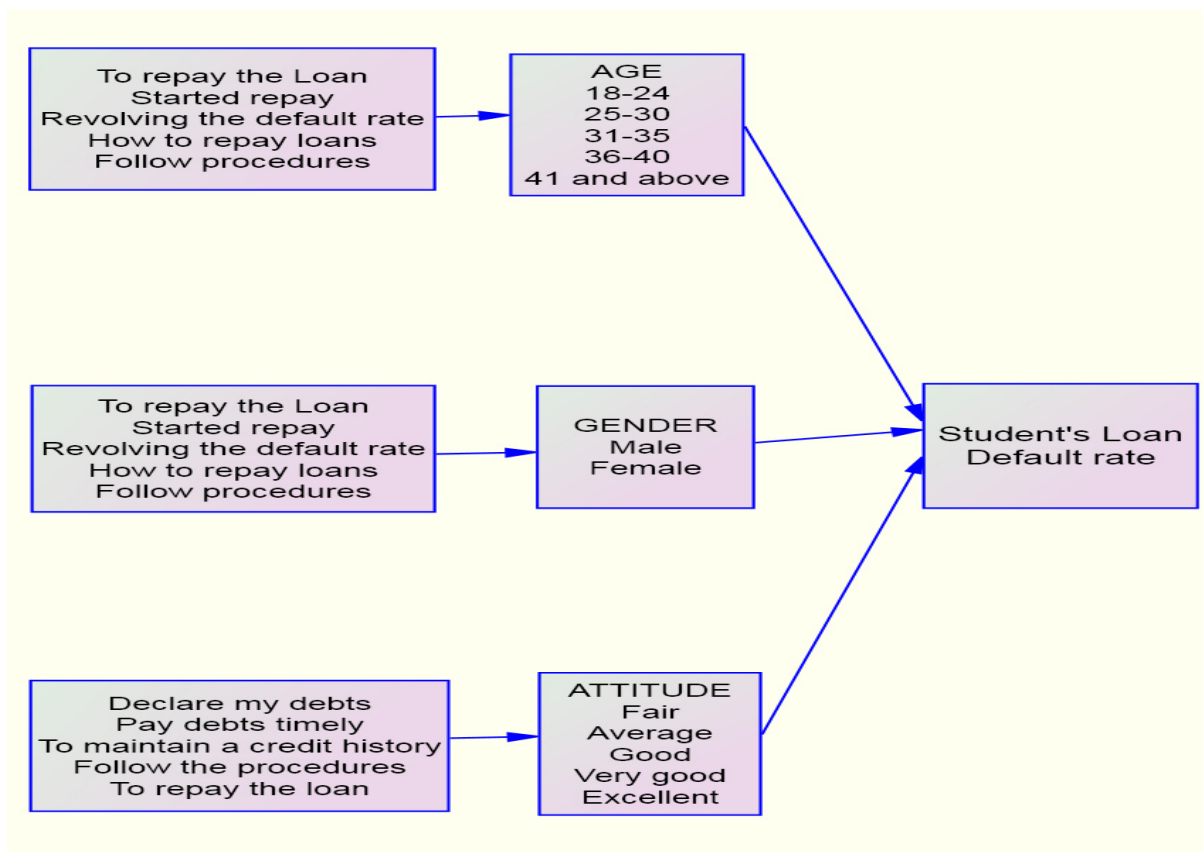 To repay the Loan
Started repay
Revolving the default rate
How to repay loans
Follow procedures
AGE
18-24
25-30
31-35
36-40
41 and above
To repay the Loan
Started repay
Revolving the default rate
How to repay loans
Follow procedures
GENDER
Male
Female
Student's Loan
Default rate
Declare my debts
Pay debts timely
To maintain a credit history
Follow the procedures
To repay the loan
ATTITUDE
Fair
Average
Good
Very good
Excellent